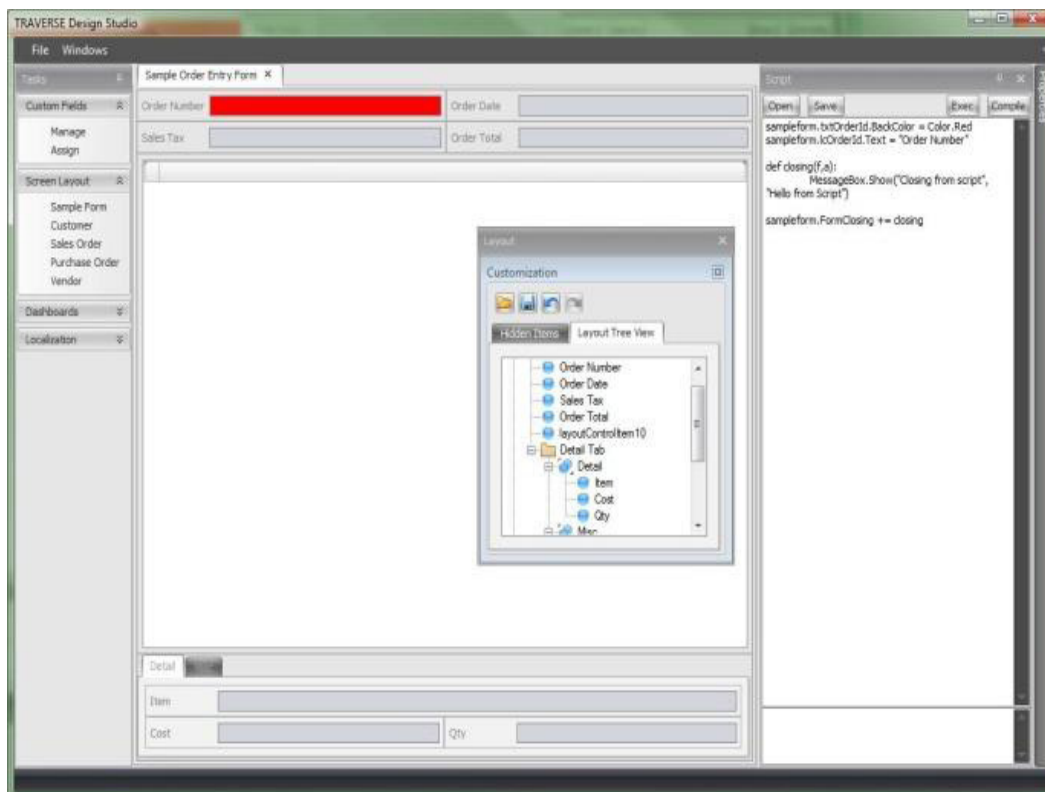 TRAVERSE Design Studio
File Windows
Tasks
Custom Fields
Manage
Assign
Screen Layout
Sample Form
Customer
Sales Order
Purchase Order
Vendor
Dashboards
Localization
Sample Order Entry Form X
Order Number
Order Date
Sales Tax
Order Total
Layout
Customization
Hidden Items Layout Tree View
Order Number
Order Date
Sales Tax
Order Total
layoutControlItem10
Detail Tab
Detail
Item
Cost
Qty
Misc
Detail
Item
Cost
Qty
Script
Open Save Exec Compile
sampleform.txtOrderId.BackColor = Color.Red
sampleform.lcOrderId.Text = "Order Number"
def closing(f,a):
MessageBox.Show("Closing from script",
"Hello from Script")
sampleform.FormClosing += closing
Properties